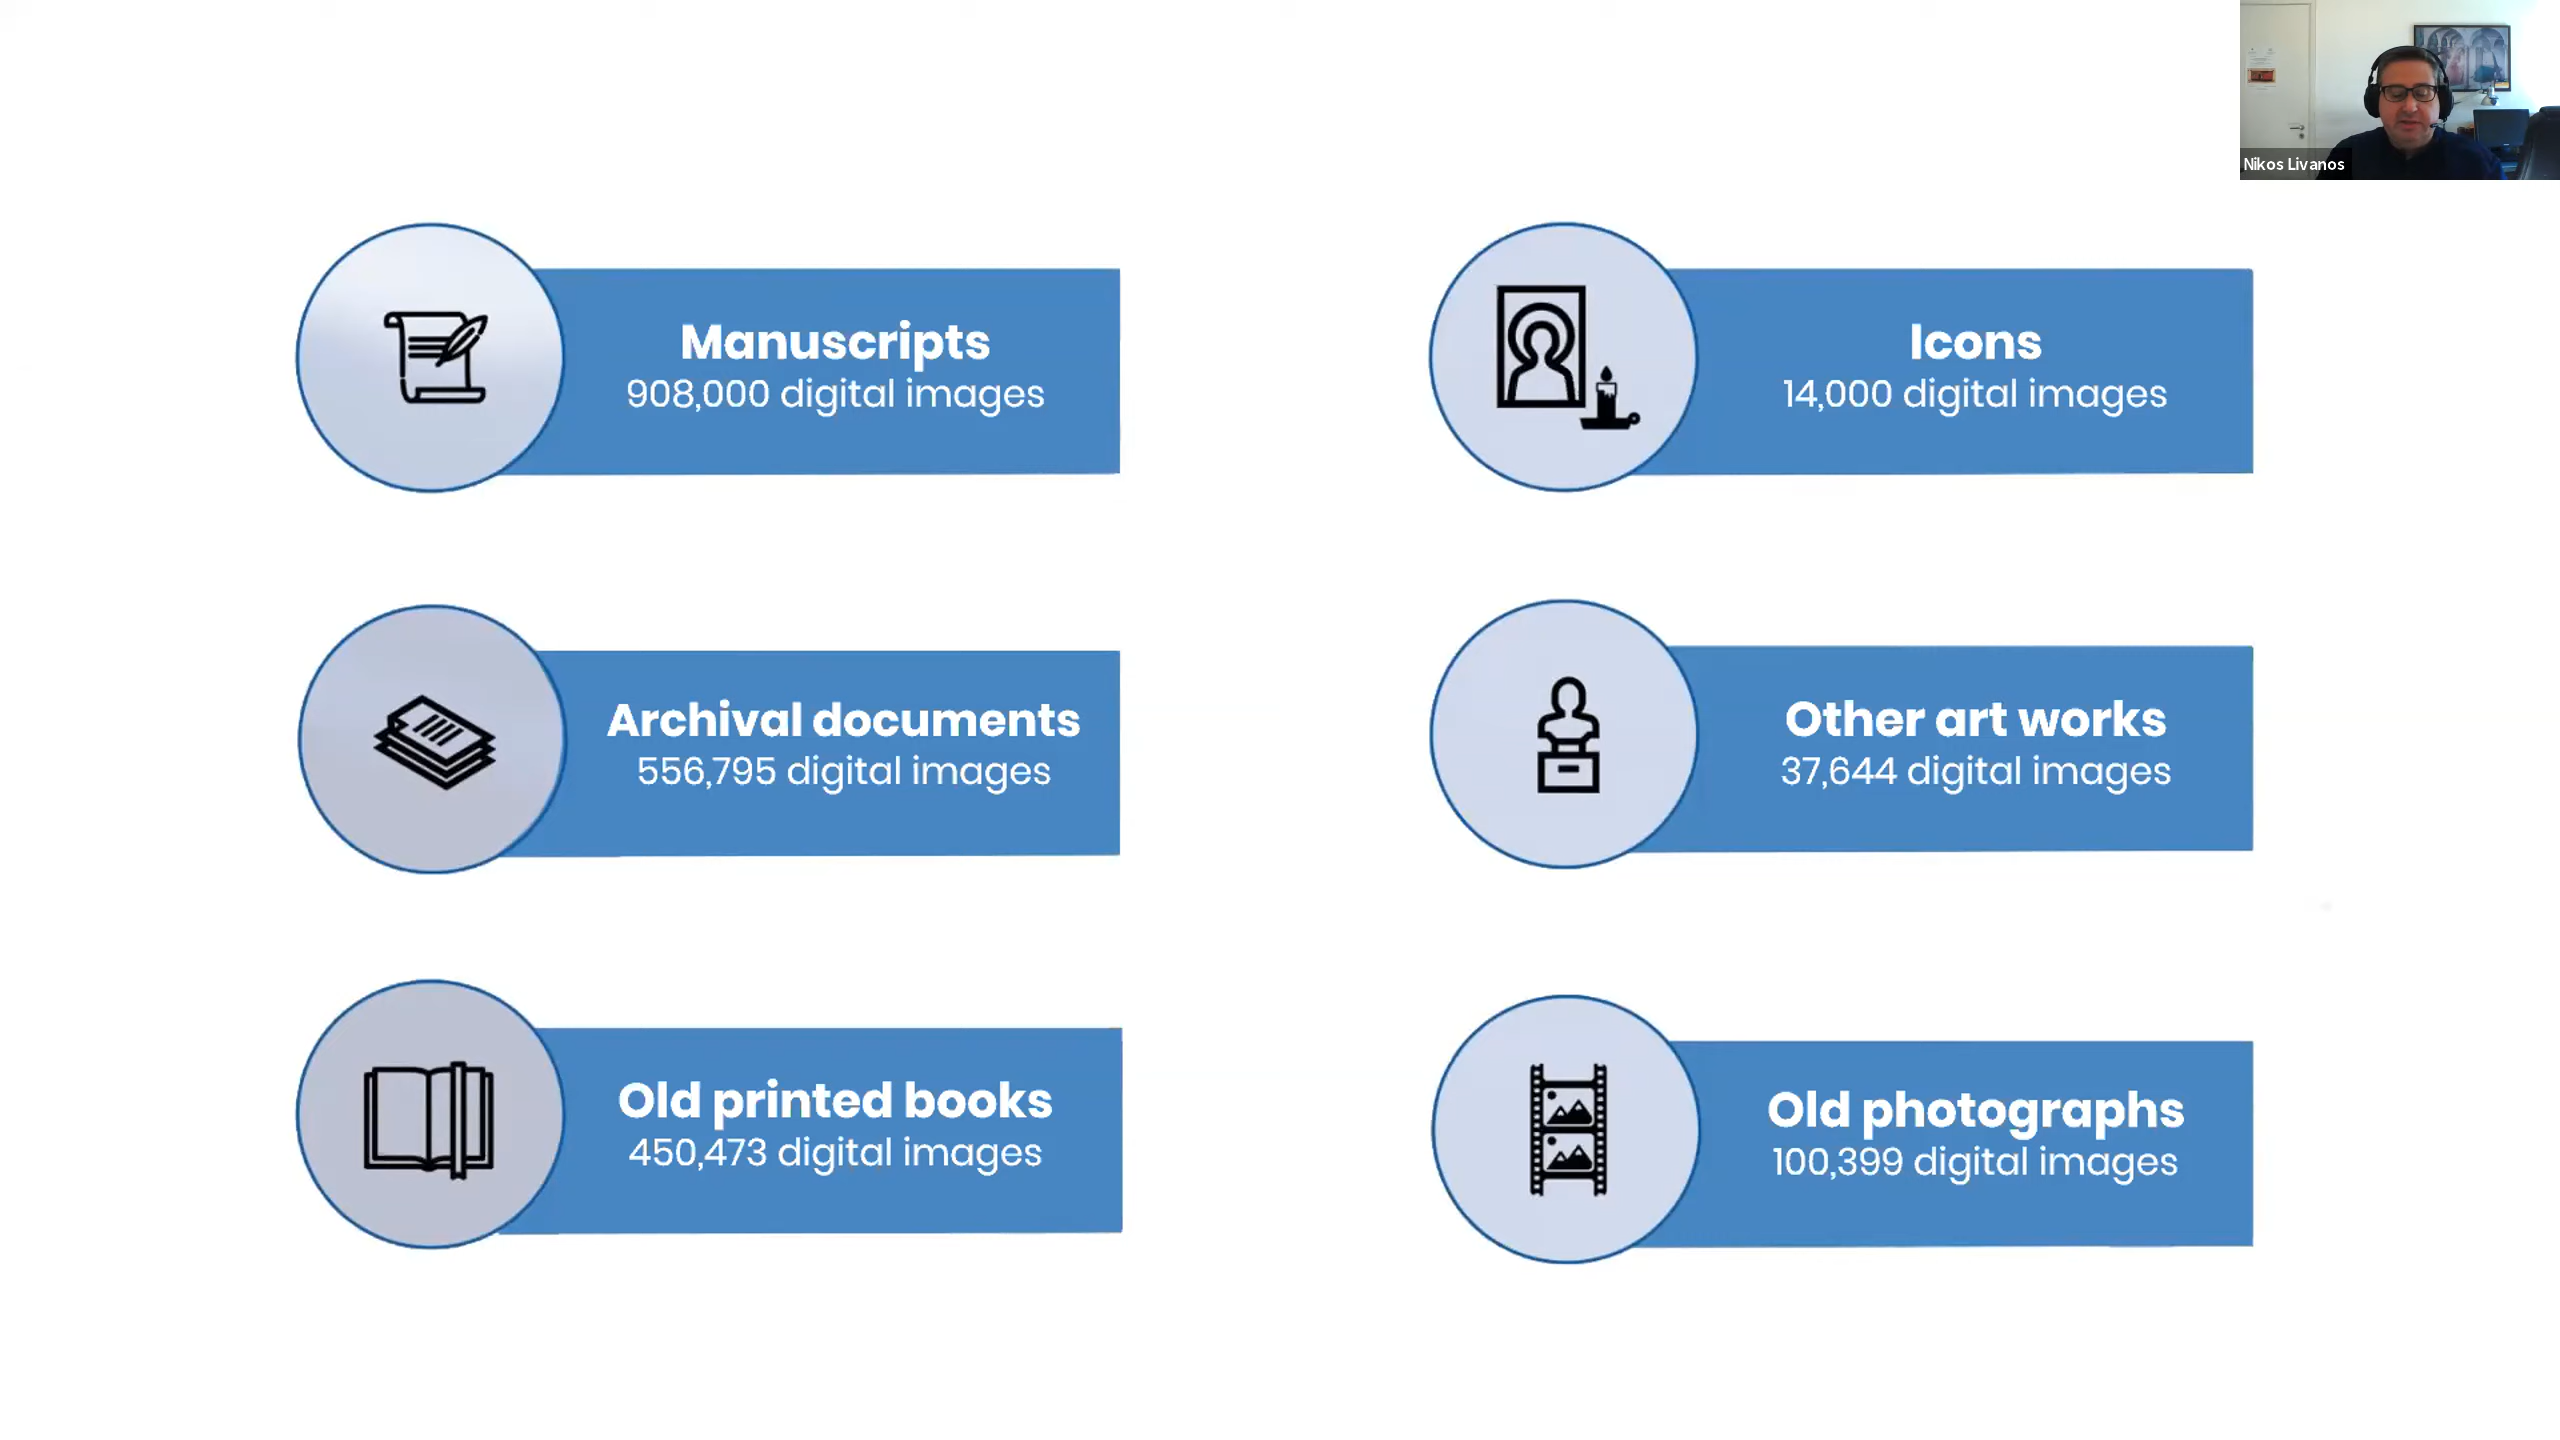 Nikos Livanos
Manuscripts
908,000 digital images
Icons
14,000 digital images
Archival documents
556,795 digital images
Other art works
37,644 digital images
Old printed books
450,473 digital images
Old photographs
100,399 digital images